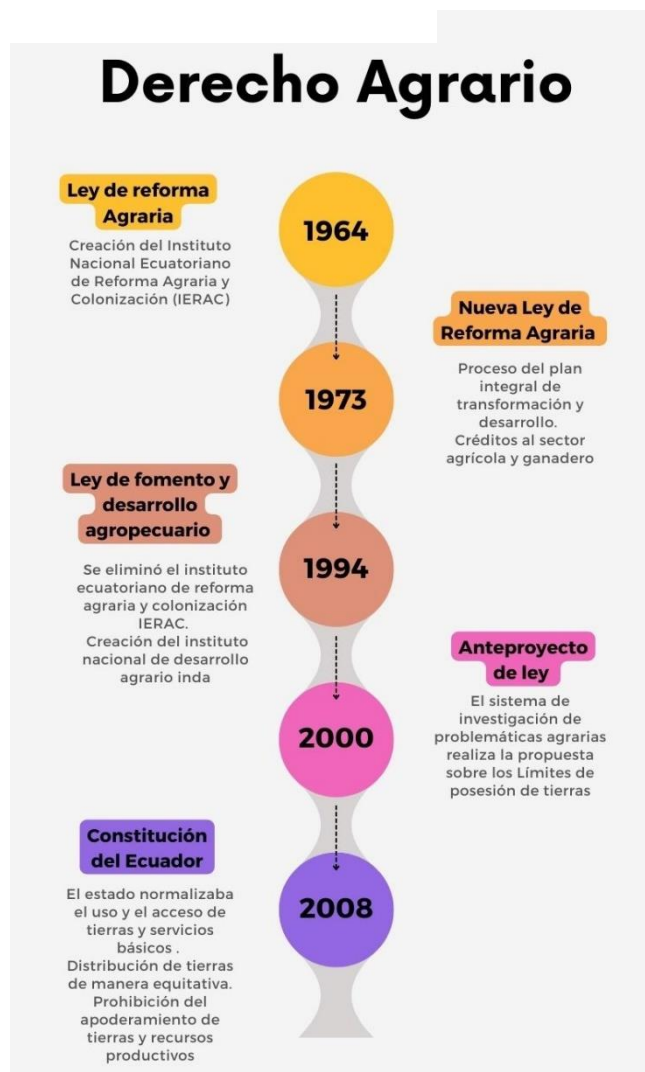 Derecho Agrario
Ley de reforma
Agraria
Creación del Instituto
Nacional Ecuatoriano
de Reforma Agraria y
Colonización (IERAC)
1964
Nueva Ley de
Reforma Agraria
Proceso del plan
integral de
transformación y
desarrollo.
Créditos al sector
agrícola y ganadero
1973
Ley de fomento y
desarrollo
agropecuario
Se eliminó el instituto
ecuatoriano de reforma
agraria y colonización
IERAC.
Creación del instituto
nacional de desarrollo
agrario inda
1994
Anteproyecto
de ley
El sistema de
investigación de
problemáticas agrarias
realiza la propuesta
sobre los Límites de
posesión de tierras
2000
Constitución
del Ecuador
El estado normalizaba
el uso y el acceso de
tierras y servicios
básicos .
Distribución de tierras
de manera equitativa.
Prohibición del
apoderamiento de
tierras y recursos
productivos
2008